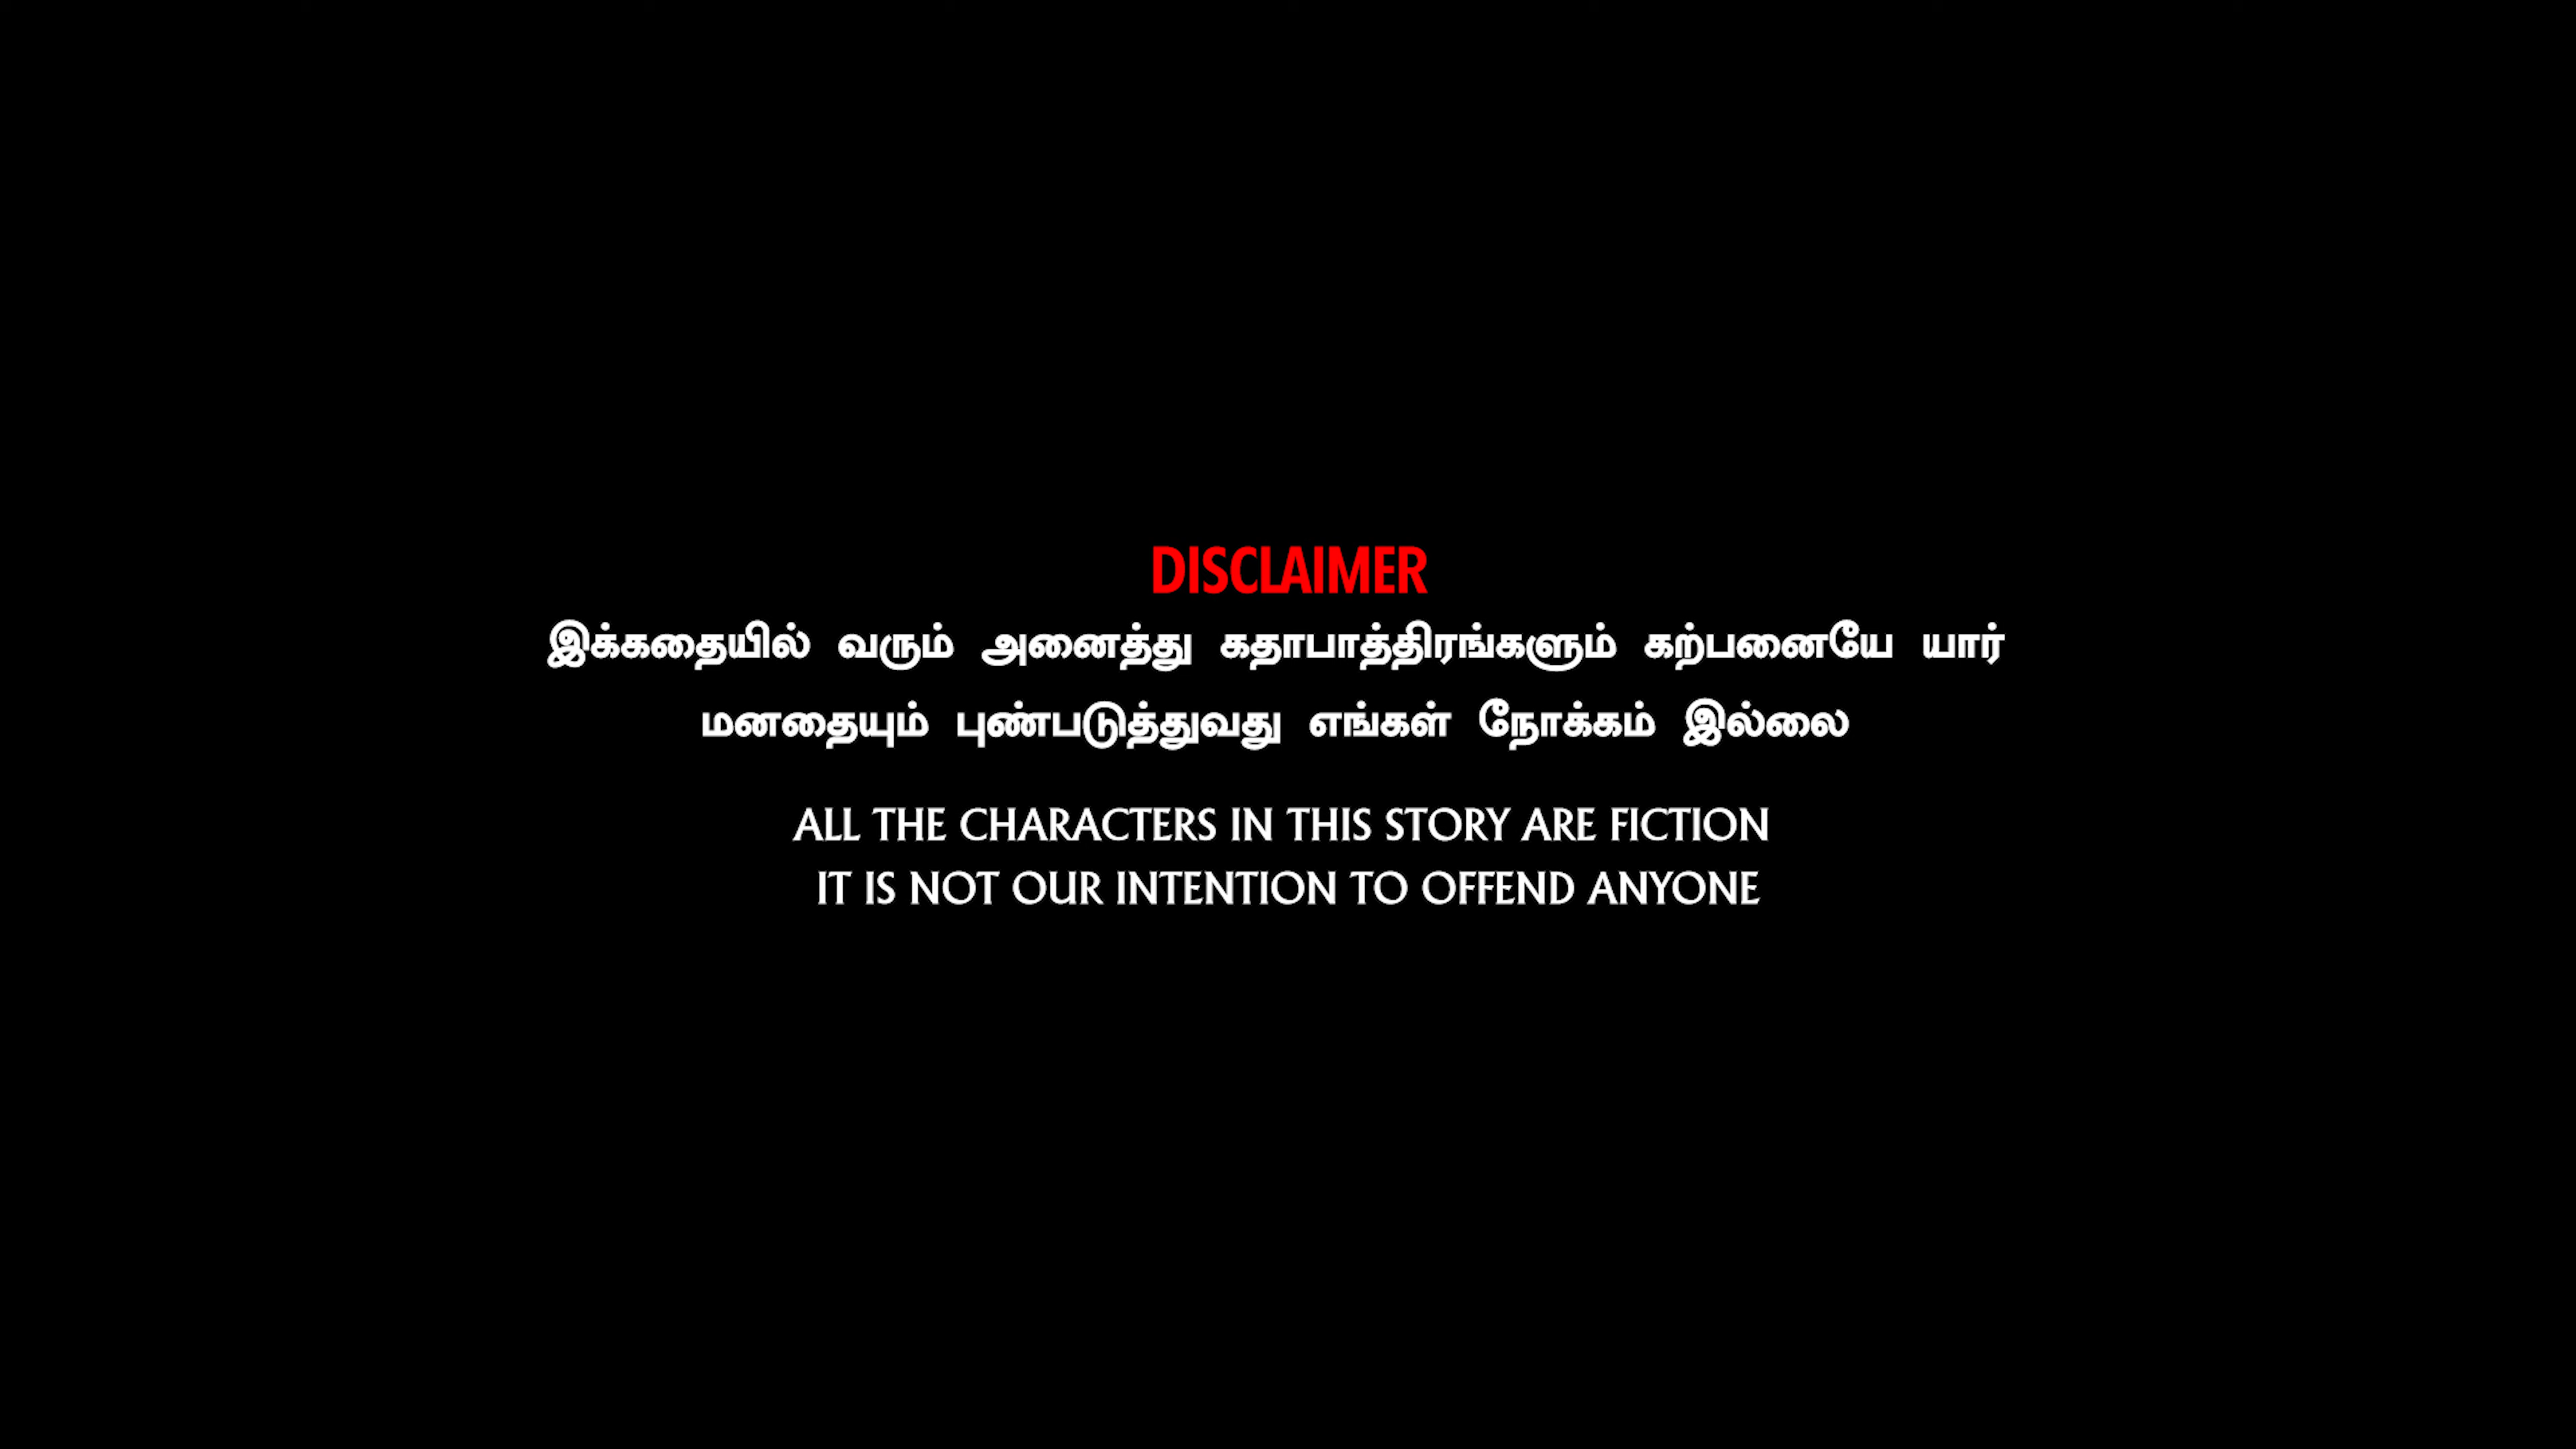 DISCLAIMER
இக்கதையில் வரும் அனைத்து கதாபாத்திரங்களும் கற்பனையே யார்
மனதையும் புண்படுத்துவது எங்கள் நோக்கம் இல்லை
ALL THE CHARACTERS IN THIS STORY ARE FICTION
IT IS NOT OUR INTENTION TO OFFEND ANYONE